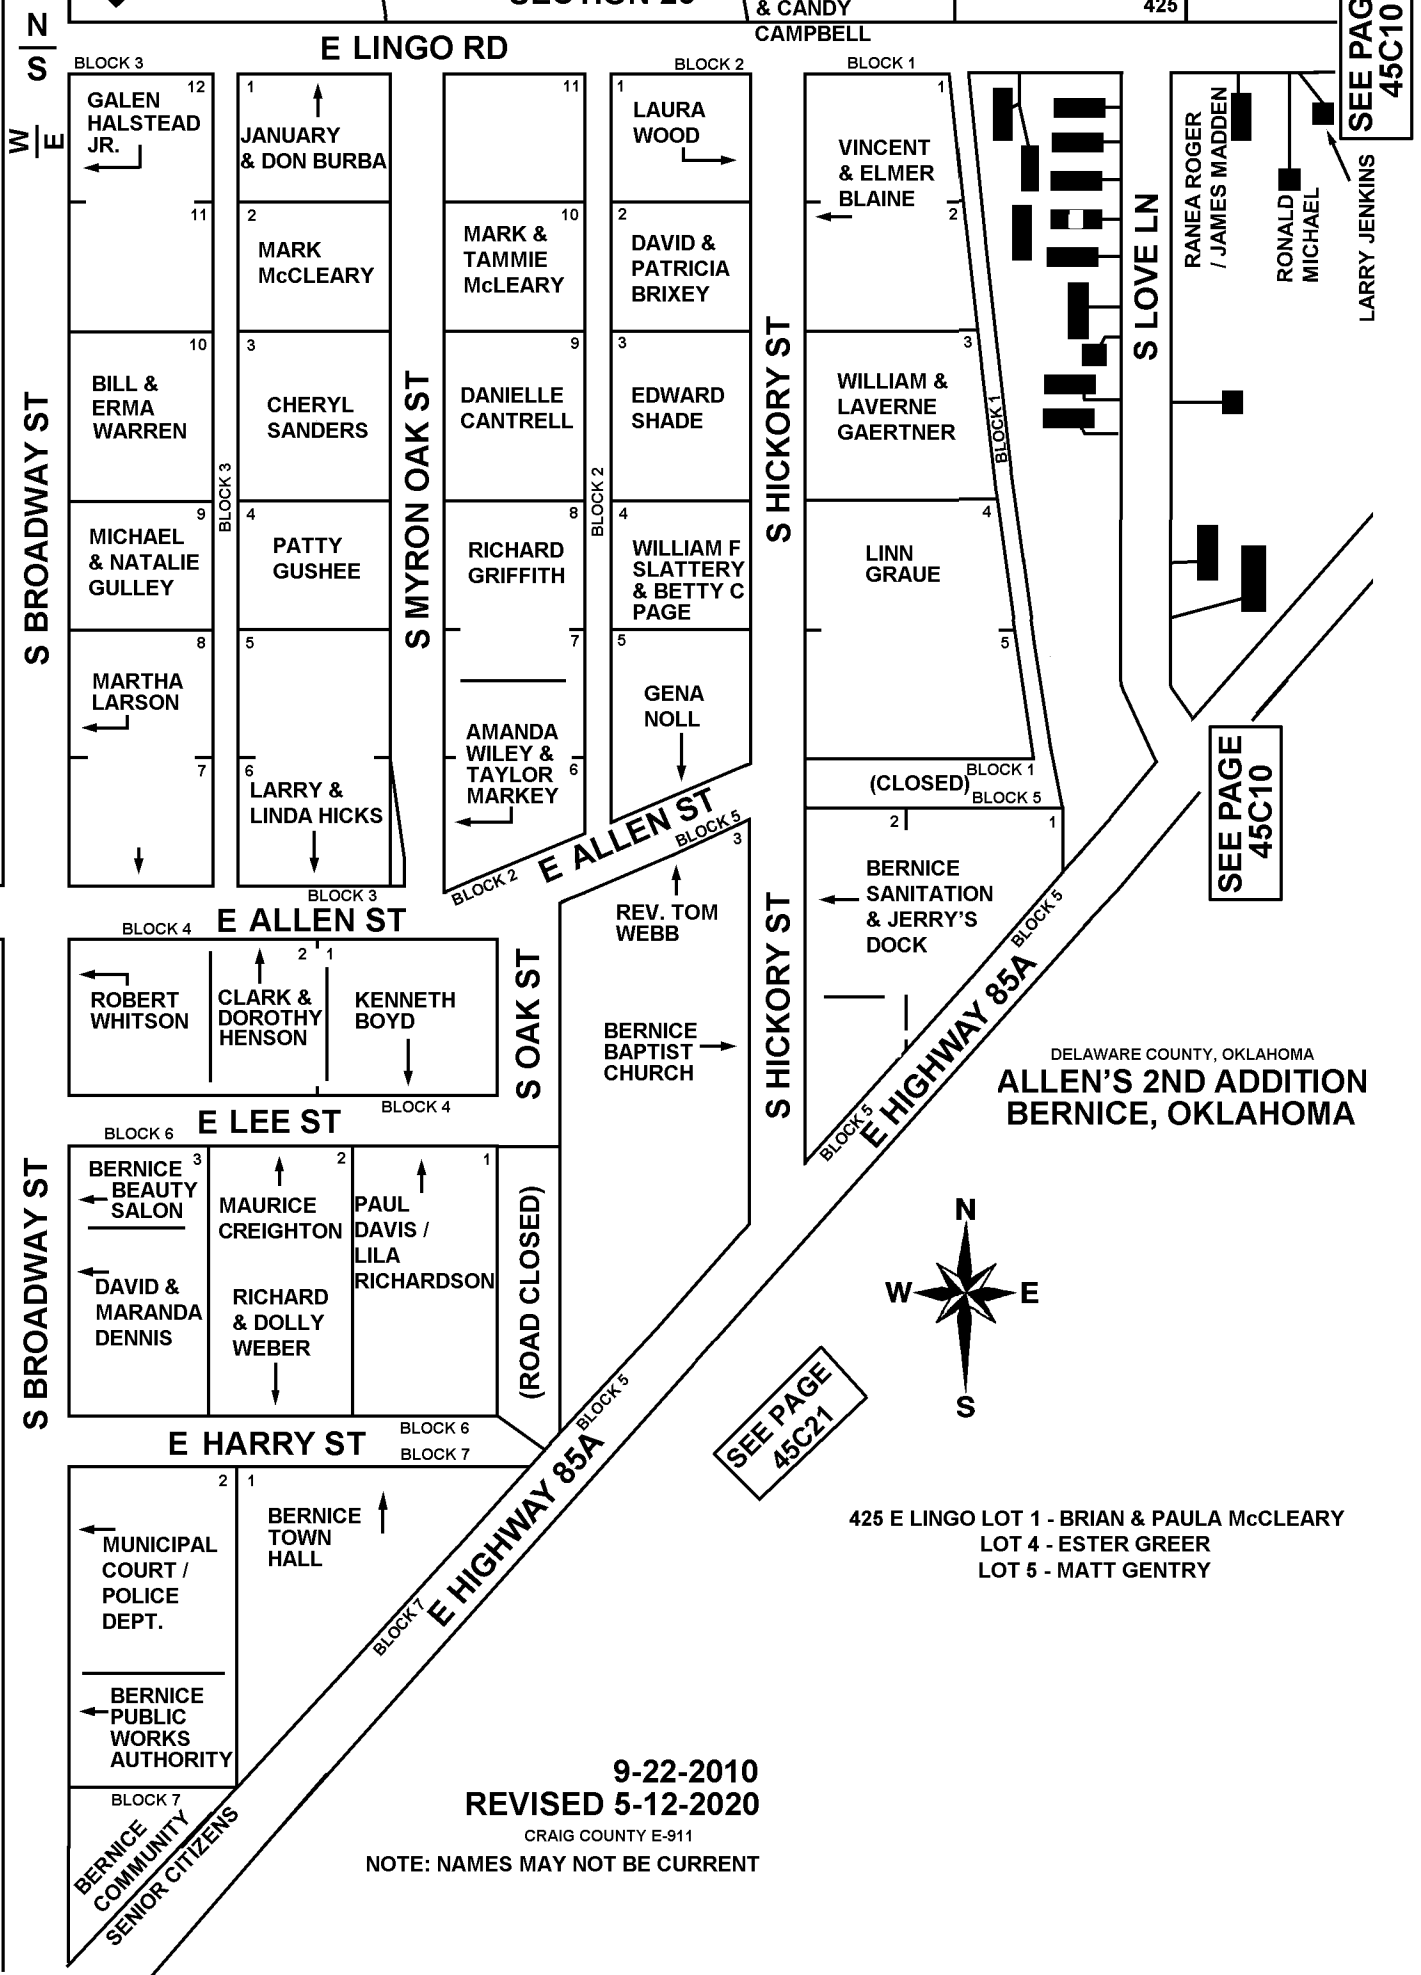 & CANDY
CAMPBELL
425
SEE PAG
45C10
N
S
W
E
E LINGO RD
BLOCK 3
BLOCK 2
BLOCK 1
12
GALEN
HALSTEAD
JR.
11
10
BILL &
ERMA
WARREN
9
MICHAEL
& NATALIE
GULLEY
8
MARTHA
LARSON
7
S BROADWAY ST
BLOCK 3
1
JANUARY
& DON BURBA
2
MARK
McCLEARY
3
CHERYL
SANDERS
4
PATTY
GUSHEE
5
6
LARRY &
LINDA HICKS
BLOCK 3
S MYRON OAK ST
11
10
MARK &
TAMMIE
McLEARY
9
DANIELLE
CANTRELL
8
RICHARD
GRIFFITH
7
AMANDA
WILEY &
TAYLOR
MARKEY
6
BLOCK 2
BLOCK 2
1
LAURA
WOOD
2
DAVID &
PATRICIA
BRIXEY
3
EDWARD
SHADE
4
WILLIAM F
SLATTERY
& BETTY C
PAGE
5
GENA
NOLL
S HICKORY ST
1
VINCENT
& ELMER
BLAINE
2
3
WILLIAM &
LAVERNE
GAERTNER
4
LINN
GRAUE
5
BLOCK 1
BLOCK 1
(CLOSED)
BLOCK 5
S LOVE LN
RANEA ROGER
/ JAMES MADDEN
RONALD
MICHAEL
LARRY JENKINS
SEE PAGE
45C10
E ALLEN ST
BLOCK 5
3
REV. TOM
WEBB
BERNICE
BAPTIST
CHURCH
S HICKORY ST
2
1
BERNICE
SANITATION
& JERRY'S
DOCK
BLOCK 5
BLOCK 5
E HIGHWAY 85A
E ALLEN ST
BLOCK 4
ROBERT
WHITSON
2
CLARK &
DOROTHY
HENSON
1
KENNETH
BOYD
BLOCK 4
S OAK ST
DELAWARE COUNTY, OKLAHOMA
ALLEN'S 2ND ADDITION
BERNICE, OKLAHOMA
E LEE ST
BLOCK 6
S BROADWAY ST
3
BERNICE
BEAUTY
SALON
DAVID &
MARANDA
DENNIS
2
MAURICE
CREIGHTON
RICHARD
& DOLLY
WEBER
1
PAUL
DAVIS /
LILA
RICHARDSON
(ROAD CLOSED)
BLOCK 5
BLOCK 6
N
W
E
S
SEE PAGE
45C21
E HARRY ST
BLOCK 7
2
MUNICIPAL
COURT /
POLICE
DEPT.
BERNICE
PUBLIC
WORKS
AUTHORITY
1
BERNICE
TOWN
HALL
E HIGHWAY 85A
BLOCK 7
425 E LINGO LOT 1 - BRIAN & PAULA McCLEARY
LOT 4 - ESTER GREER
LOT 5 - MATT GENTRY
BLOCK 7
BERNICE
COMMUNITY
SENIOR CITIZENS
9-22-2010
REVISED 5-12-2020
CRAIG COUNTY E-911
NOTE: NAMES MAY NOT BE CURRENT